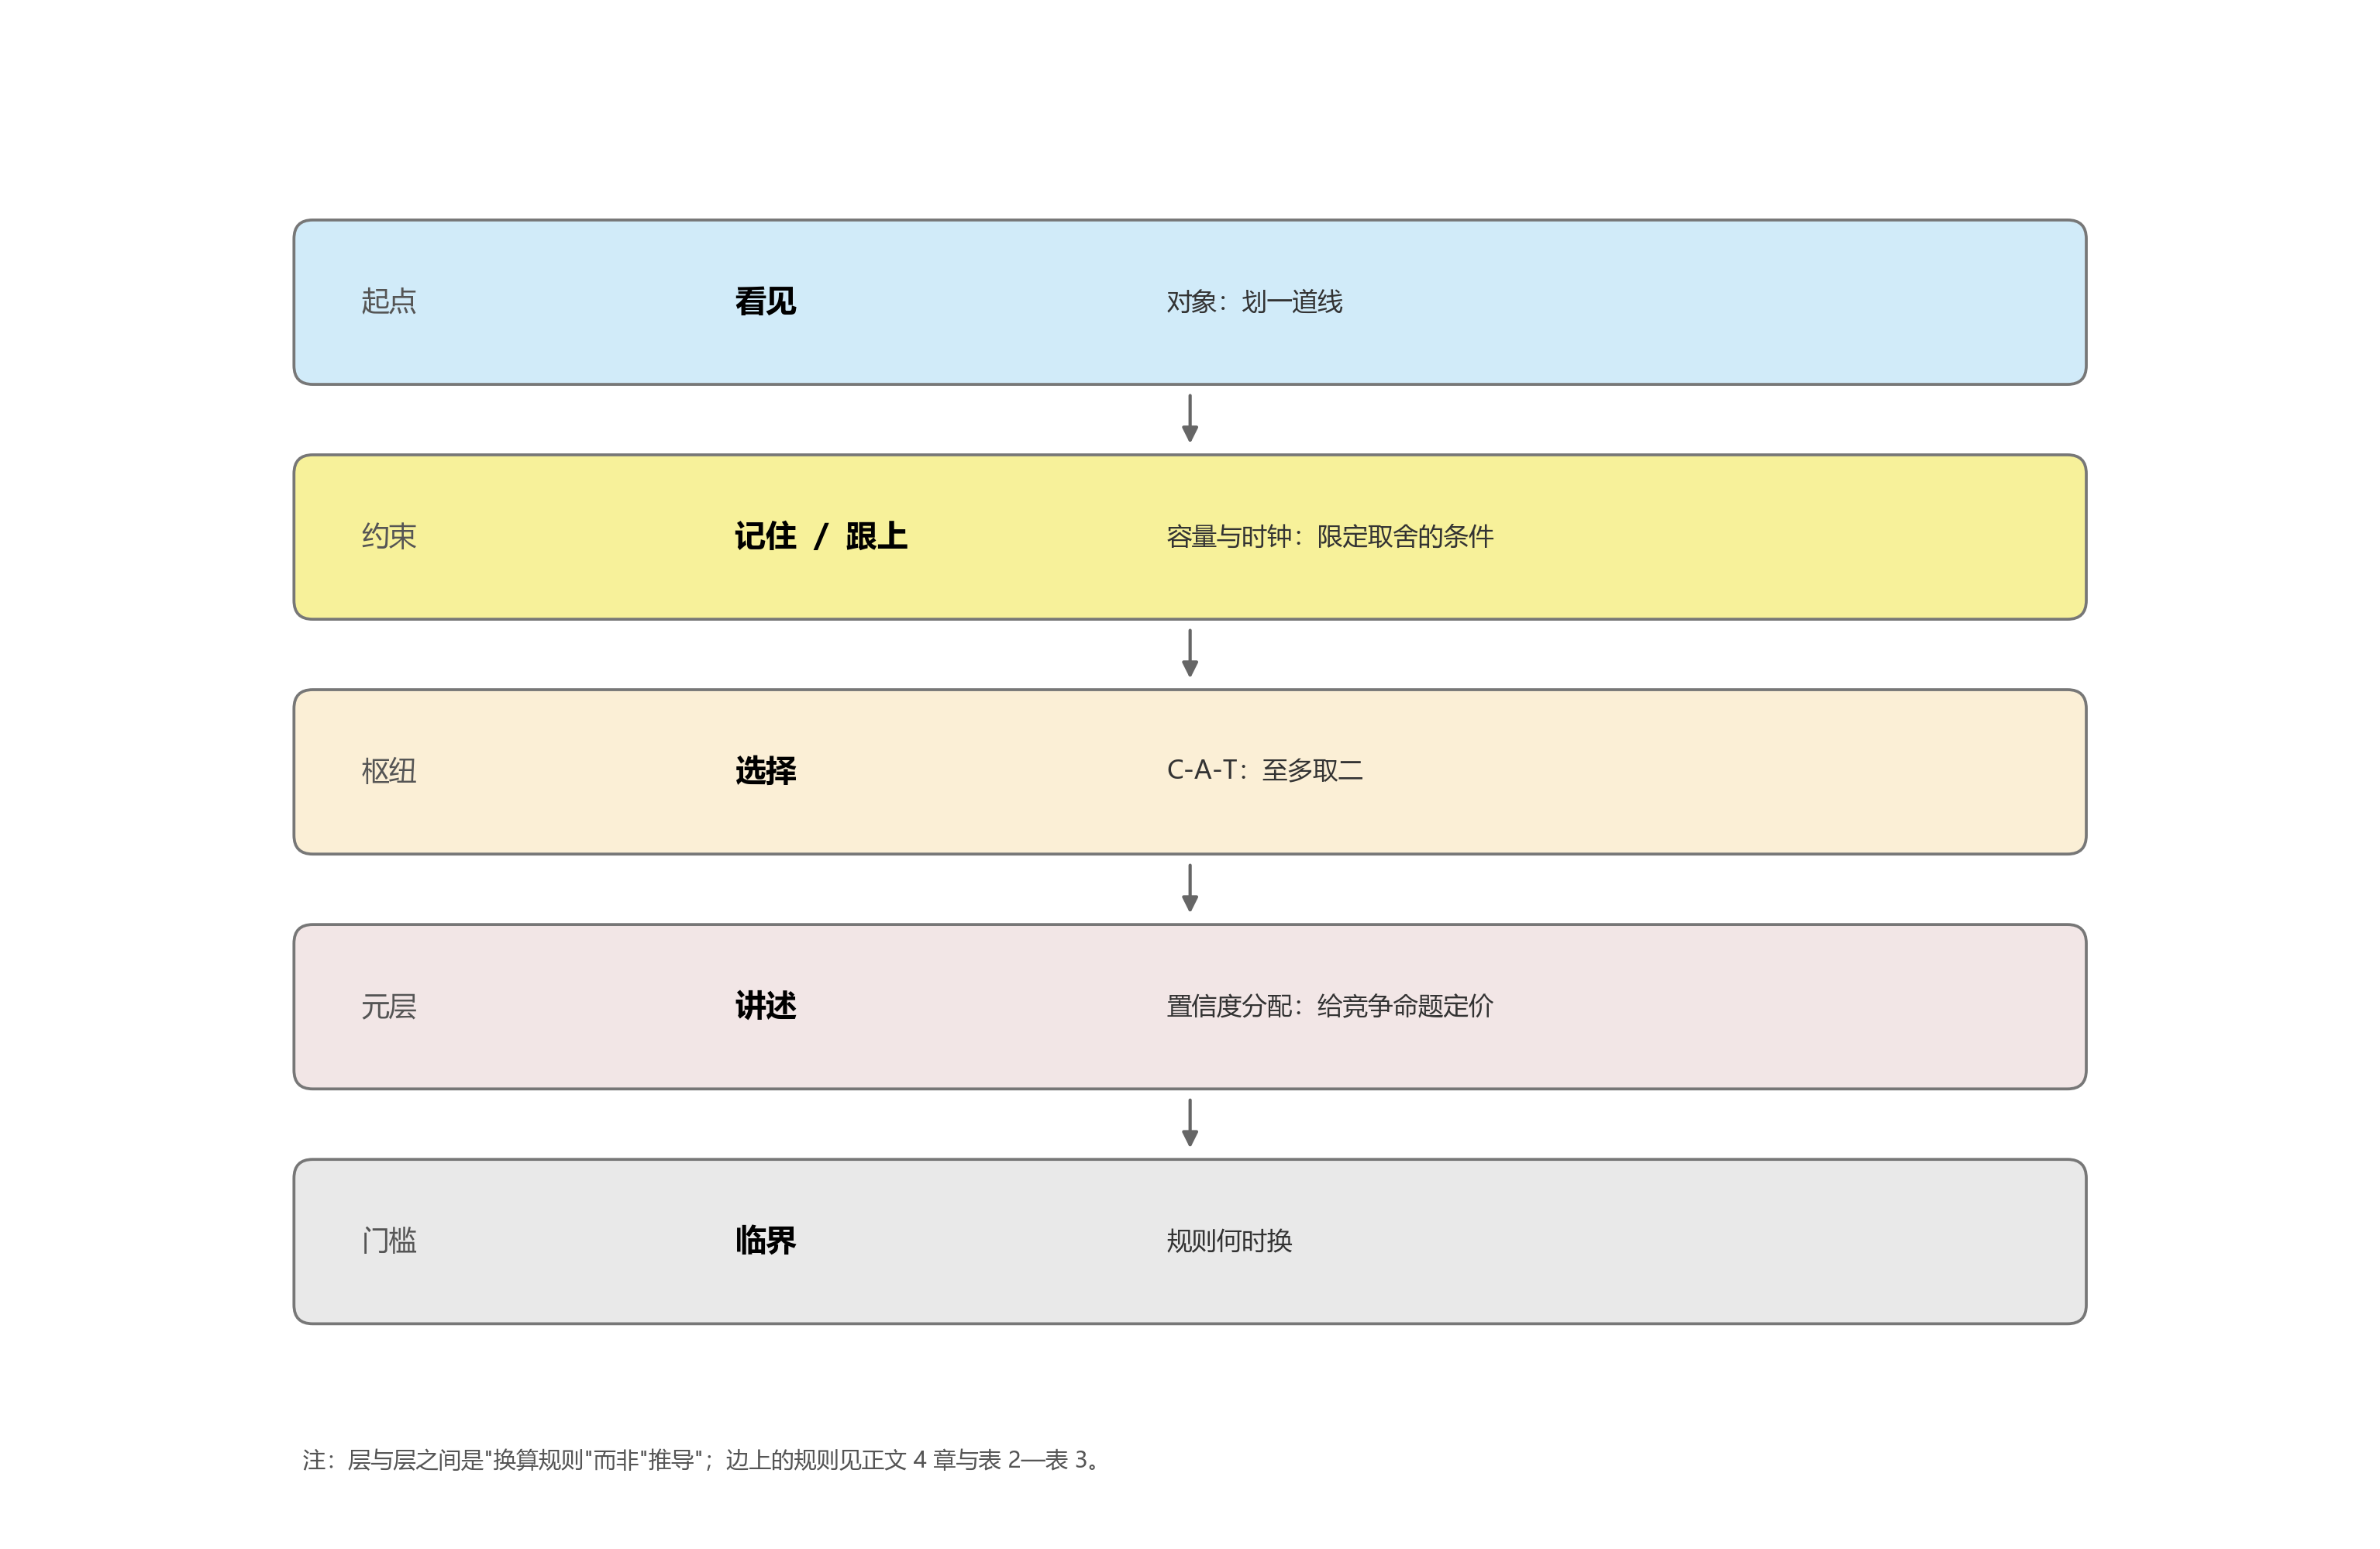 起点 看见 对象：划一道线
约束 记住 / 跟上 容量与时钟：限定取舍的条件
枢纽 选择 C-A-T：至多取二
元层 讲述 置信度分配：给竞争命题定价
门槛 临界 规则何时换
注：层与层之间是"换算规则"而非"推导"；边上的规则见正文 4 章与表 2—表 3。